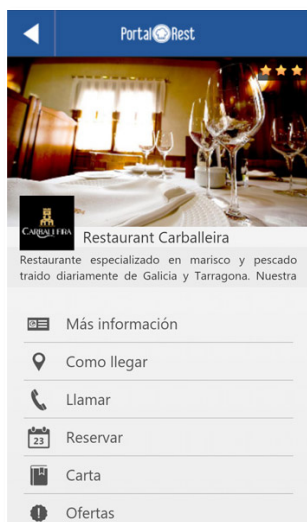 Portal Rest
CARBALLEIRA
Restaurant Carballeira
Restaurante especializado en marisco y pescado
traido diariamente de Galicia y Tarragona. Nuestra
Más información
Como llegar
Llamar
23 Reservar
Carta
Ofertas